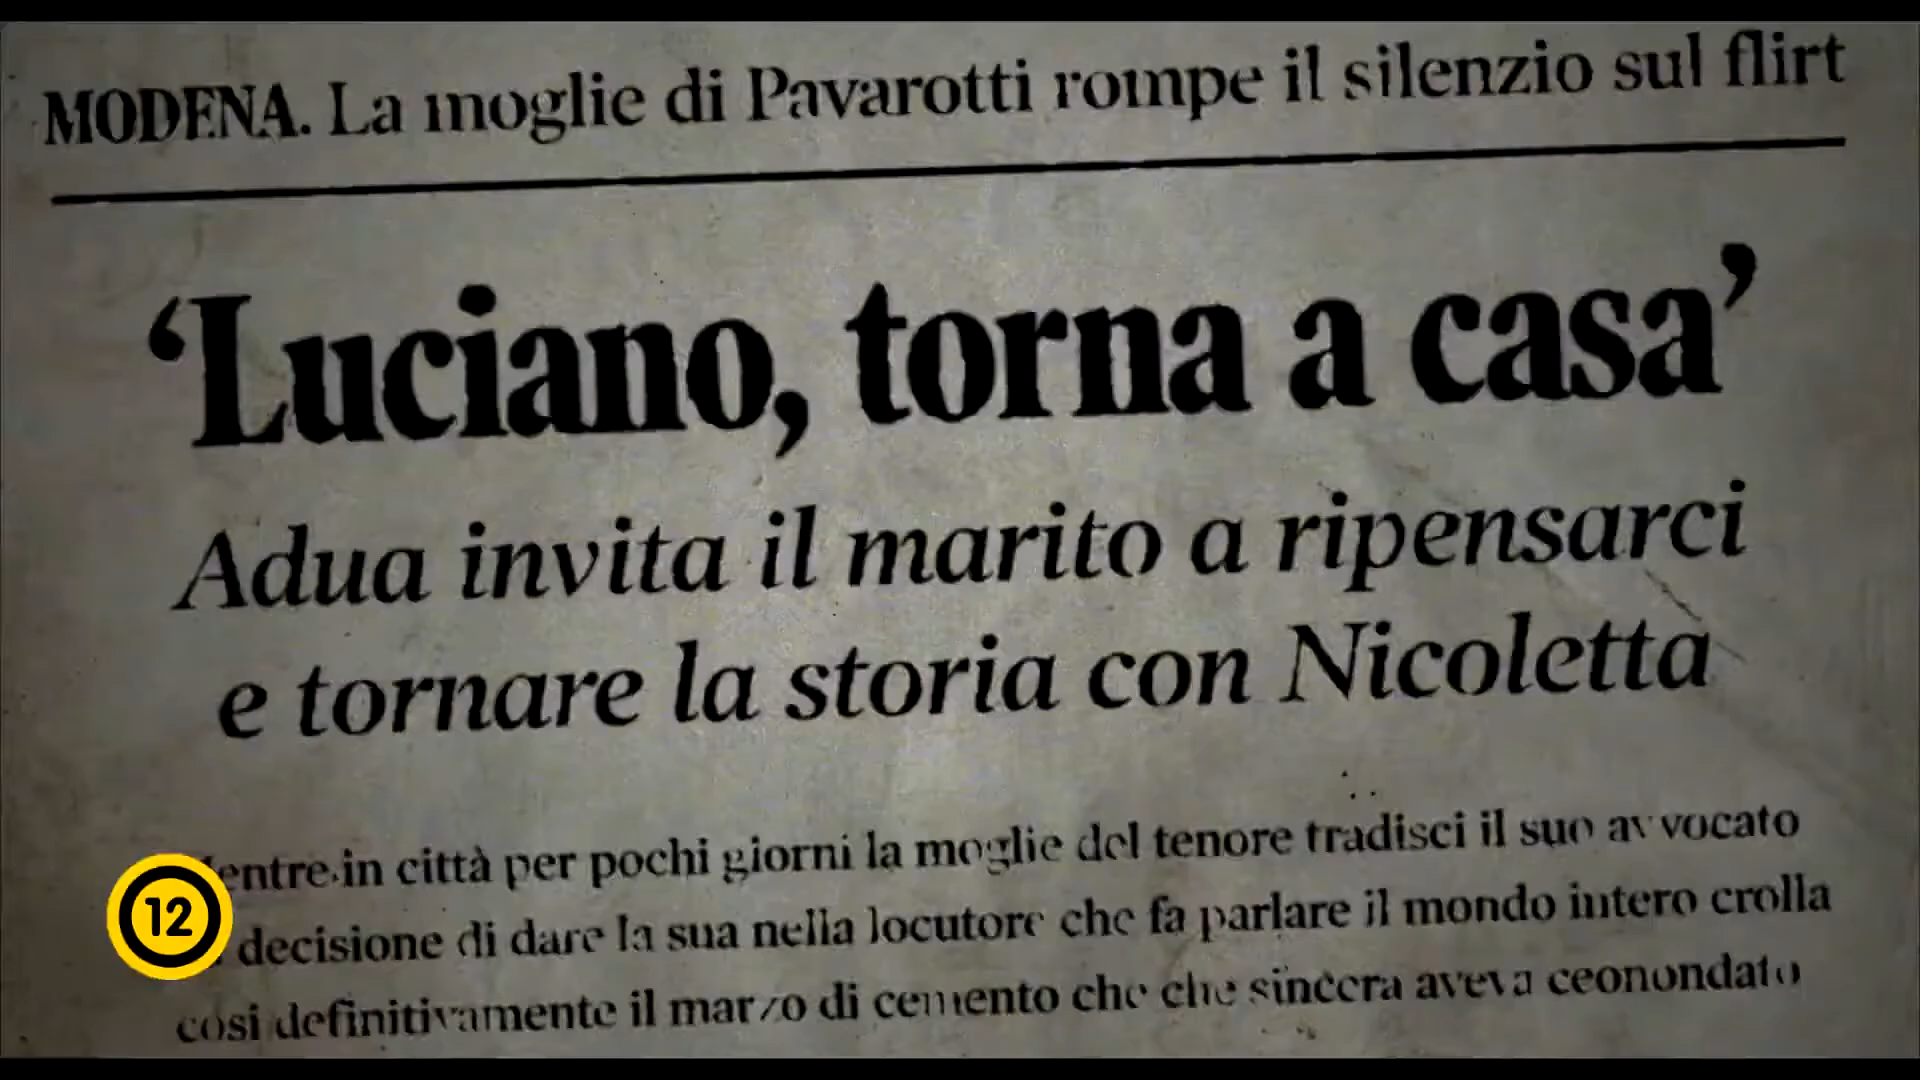 MODENA. La moglie di Pavarotti rompe il silenzio sul flirt
‘Luciano, torna a casa’
Adua invita il marito a ripensarci
e tornare la storia con Nicoletta
entre in città per pochi giorni la moglie del tenore tradisci il suo avvocato
decisione di dare la sua nella locutore che fa parlare il mondo intero crolla
cosi definitivamente il marzo di cemento che che sincera aveva ceonondato
12